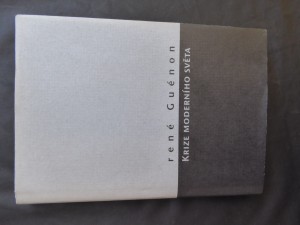 rené Guénon
KRIZE MODERNÍHO SVĚTA